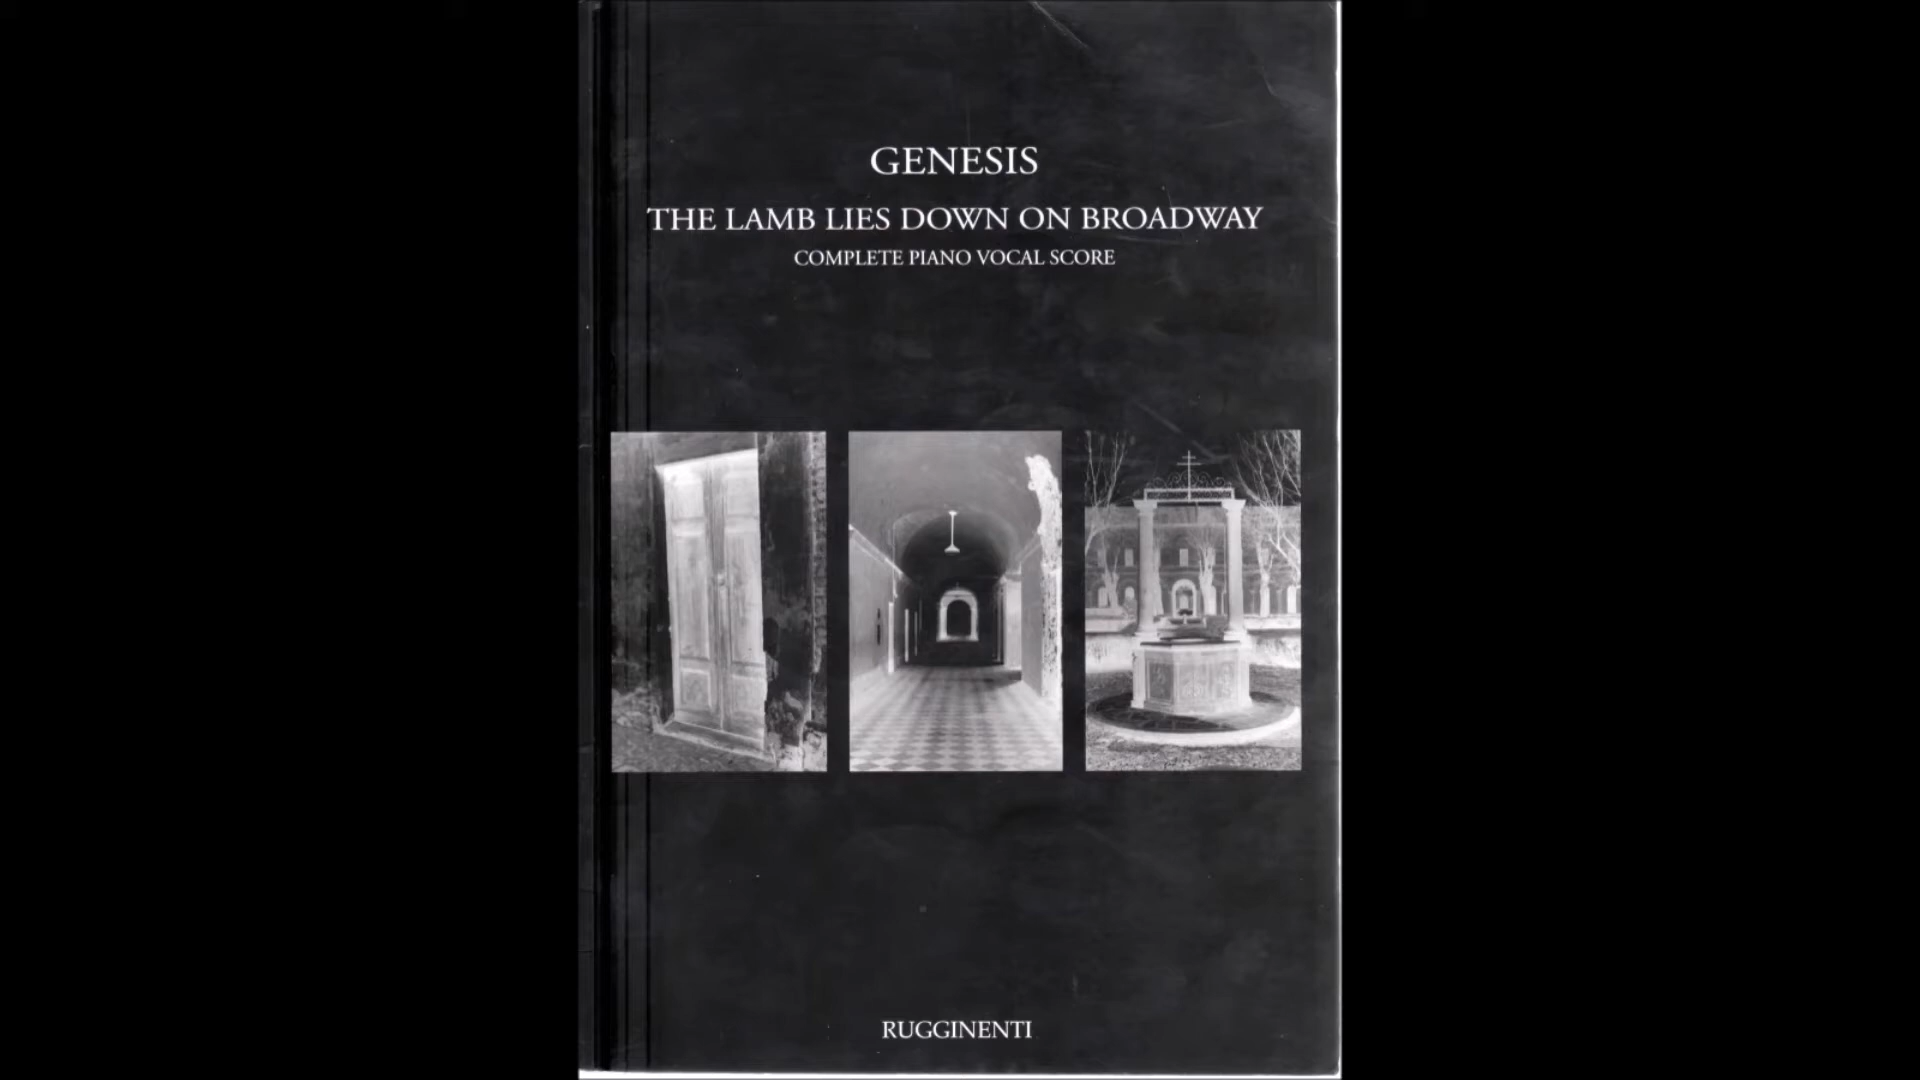 GENESIS
THE LAMB LIES DOWN ON BROADWAY
COMPLETE PIANO VOCAL SCORE
RUGGINENTI